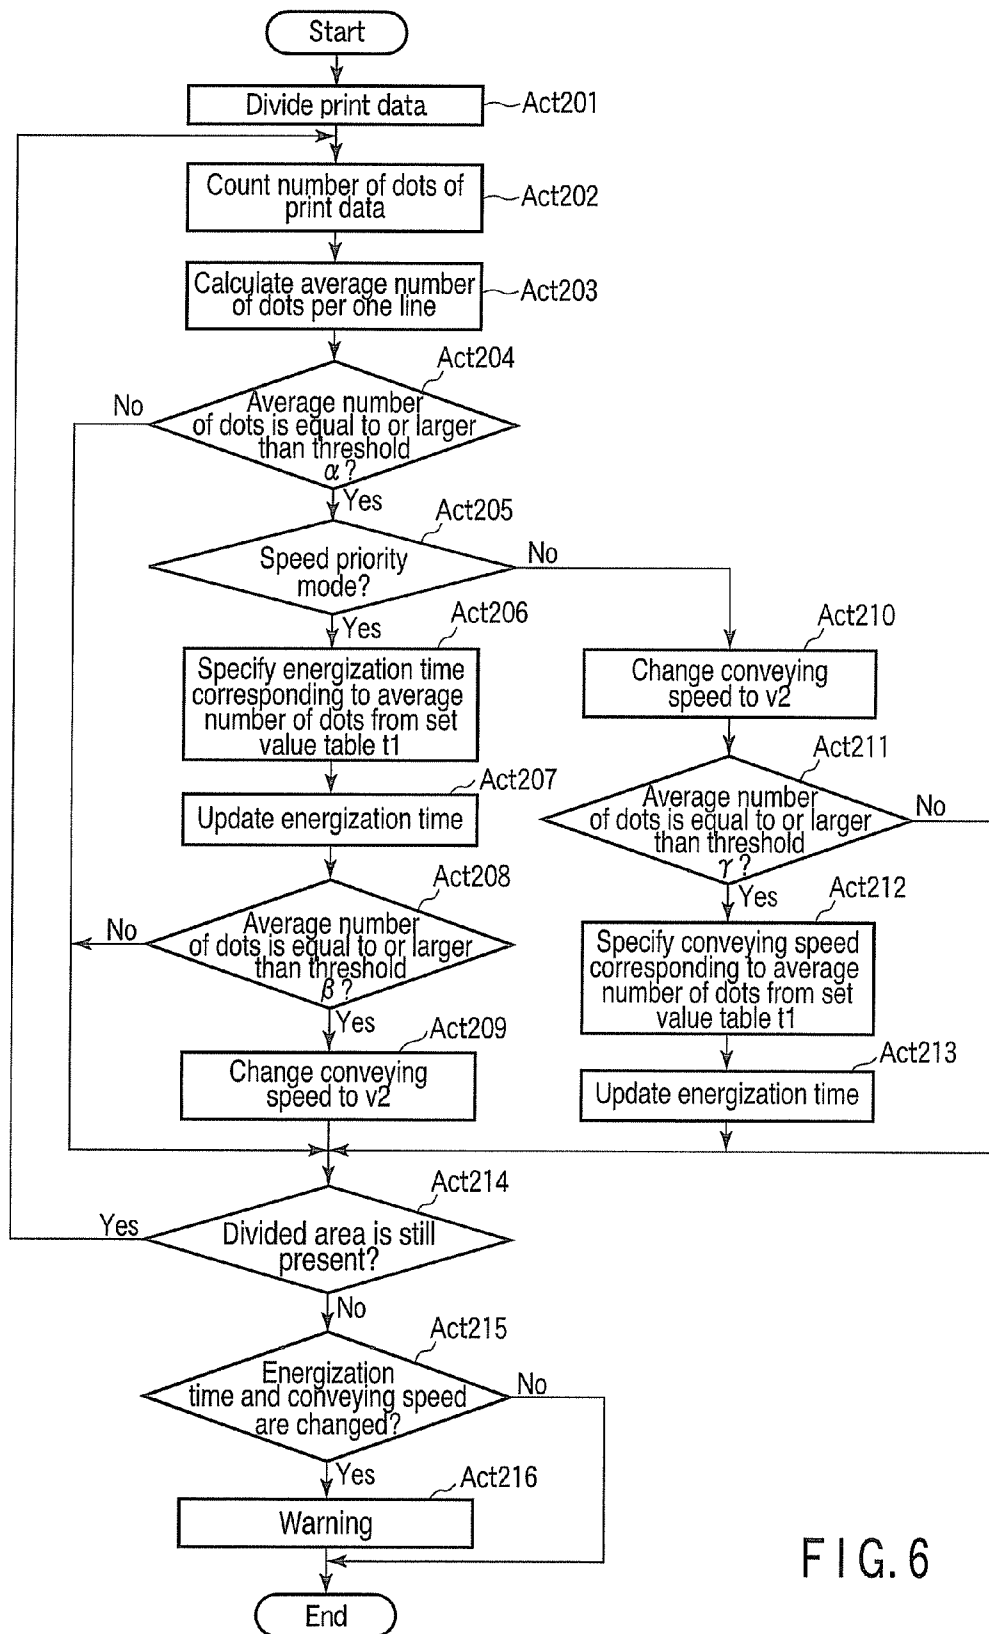 Start
Divide print data
Act201
Count number of dots of
print data
Act202
Calculate average number
of dots per one line
Act203
Act204
No
Average number
of dots is equal to or larger
than threshold
α?
Yes
Act205
Speed priority
mode?
No
Yes
Act206
Specify energization time
corresponding to average
number of dots from set
value table t1
Act207
Update energization time
Act208
No
Average number
of dots is equal to or larger
than threshold
β?
Yes
Act209
Change conveying
speed to v2
Act210
Change conveying
speed to v2
Act211
Average number
of dots is equal to or larger
than threshold
γ?
No
Yes
Act212
Specify conveying speed
corresponding to average
number of dots from set
value table t1
Act213
Update energization time
Act214
Yes
Divided area is still
present?
No
Act215
Energization
time and conveying speed
are changed?
No
Yes
Act216
Warning
End
FIG. 6